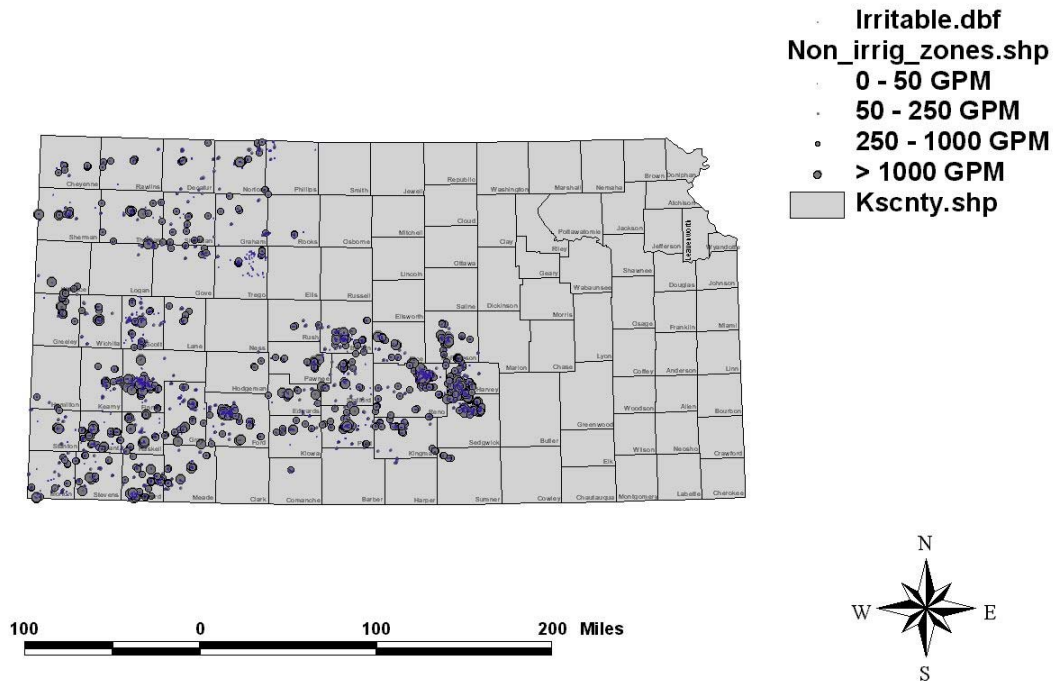 Irritable.dbf
Non_irrig_zones.shp
0 - 50 GPM
50 - 250 GPM
250 - 1000 GPM
> 1000 GPM
Kscnty.shp
Cheyenne
Rawlins
Decatur
Norton
Phillips
Smith
Jewell
Republic
Washington
Marshall
Nemaha
Brown
Doniphan
Atchison
Sherman
Graham
Rooks
Osborne
Mitchell
Cloud
Clay
Riley
Pottawatomie
Jackson
Jefferson
Leavenworth
Wyandotte
Logan
Gove
Trego
Ellis
Russell
Lincoln
Ottawa
Saline
Dickinson
Geary
Wabaunsee
Shawnee
Douglas
Johnson
Greeley
Wichita
Scott
Lane
Ness
Rush
Ellsworth
Morris
Osage
Franklin
Miami
Hamilton
Kearny
Hodgeman
Pawnee
Marion
Chase
Lyon
Coffey
Anderson
Linn
Edwards
Reno
Harvey
Woodson
Allen
Bourbon
Ford
Kiowa
Kingman
Sedgwick
Butler
Greenwood
Elk
Wilson
Neosho
Crawford
Stevens
Meade
Clark
Comanche
Barber
Harper
Sumner
Cowley
Chautauqua
Montgomery
Labette
Cherokee
N
W
E
S
100
0
100
200 Miles